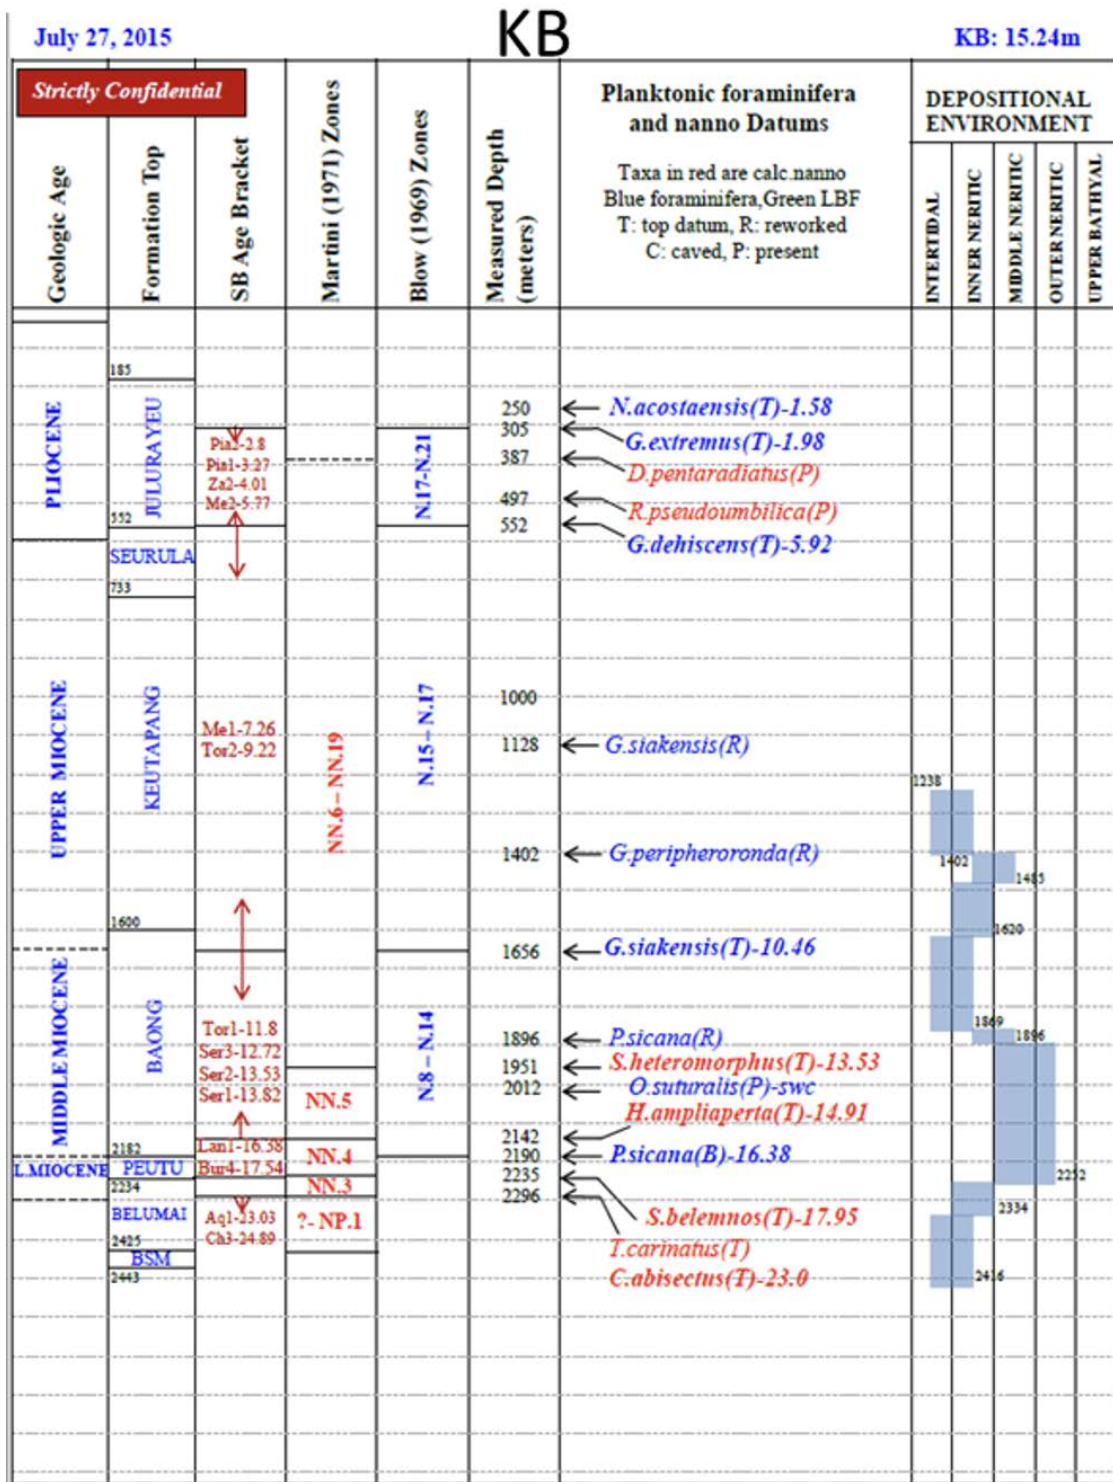 July 27, 2015
KB
KB: 15.24m
Strictly Confidential
Geologic Age
Formation Top
SB Age Bracket
Martini (1971) Zones
Blow (1969) Zones
Measured Depth
(meters)
Planktonic foraminifera
and nanno Datums
Taxa in red are calc.nanno
Blue foraminifera,Green LBF
T: top datum, R: reworked
C: caved, P: present
DEPOSITIONAL
ENVIRONMENT
INTERTIDAL
INNER NERITIC
MIDDLE NERITIC
OUTER NERITIC
UPPER BATHYAL
PLIOCENE
UPPER MIOCENE
MIDDLE MIOCENE
L.MIOCENE
185
JULURAYEU
552
SEURULA
733
KEUTAPANG
1600
BAONG
2182
PEUTU
2234
BELUMAI
2425
BSM
2443
Pia2-2.8
Pia1-3.27
Za2-4.01
Me2-5.77
Me1-7.26
Tor2-9.22
Tor1-11.8
Ser3-12.72
Ser2-13.53
Ser1-13.82
Lan1-16.38
Bur4-17.54
Aq1-23.03
Ch3-24.89
NN.6 – NN.19
NN.5
NN.4
NN.3
?- NP.1
N.17-N.21
N.15 – N.17
N.8 – N.14
250
305
387
497
552
1000
1128
1402
1656
1896
1951
2012
2142
2190
2235
2296
N.acostaensis(T)-1.58
G.extremus(T)-1.98
D.pentaradiatus(P)
R.pseudoumbilica(P)
G.dehiscens(T)-5.92
G.siakensis(R)
G.peripheroronda(R)
G.siakensis(T)-10.46
P.sicana(R)
S.heteromorphus(T)-13.53
O.suturalis(P)-swc
H.ampliaperta(T)-14.91
P.sicana(B)-16.38
S.belemnos(T)-17.95
T.carinatus(T)
C.abisectus(T)-23.0
1238
1402
1485
1620
1869
1896
2252
2334
2416